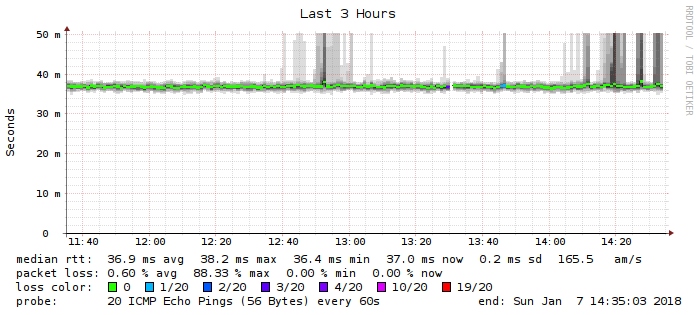 Last 3 Hours
RRDTOOL / TOBI OETIKER
Seconds
50 m
40 m
30 m
20 m
10 m
0
11:40 12:00 12:20 12:40 13:00 13:20 13:40 14:00 14:20
median rtt: 36.9 ms avg 38.2 ms max 36.4 ms min 37.0 ms now 0.2 ms sd 165.5 am/s
packet loss: 0.60 % avg 88.33 % max 0.00 % min 0.00 % now
loss color: 0 1/20 2/20 3/20 4/20 10/20 19/20
probe: 20 ICMP Echo Pings (56 Bytes) every 60s end: Sun Jan 7 14:35:03 2018